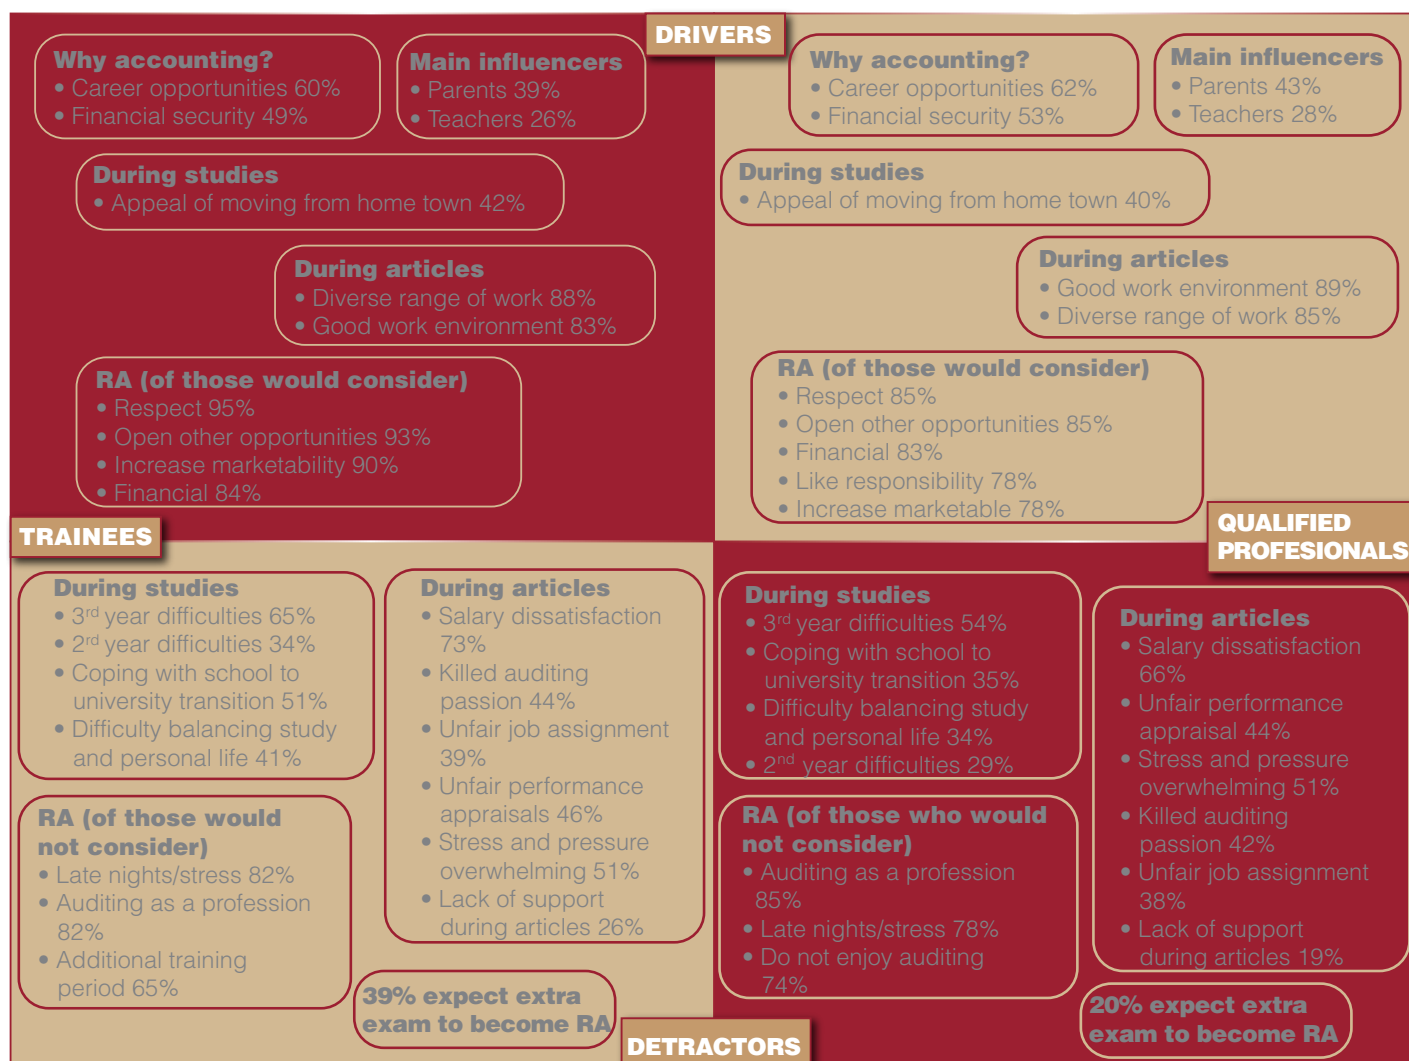 DRIVERS
Why accounting?
• Career opportunities 60%
• Financial security 49%
Main influencers
• Parents 39%
• Teachers 26%
During studies
• Appeal of moving from home town 42%
During articles
• Diverse range of work 88%
• Good work environment 83%
RA (of those would consider)
• Respect 95%
• Open other opportunities 93%
• Increase marketability 90%
• Financial 84%
Why accounting?
• Career opportunities 62%
• Financial security 53%
Main influencers
• Parents 43%
• Teachers 28%
During studies
• Appeal of moving from home town 40%
During articles
• Good work environment 89%
• Diverse range of work 85%
RA (of those would consider)
• Respect 85%
• Open other opportunities 85%
• Financial 83%
• Like responsibility 78%
• Increase marketable 78%
TRAINEES
QUALIFIED
PROFESIONALS
During studies
• 3rd year difficulties 65%
• 2rd year difficulties 34%
• Coping with school to
university transition 51%
• Difficulty balancing study
and personal life 41%
RA (of those would
not consider)
• Late nights/stress 82%
• Auditing as a profession
82%
• Additional training
period 65%
During articles
• Salary dissatisfaction
73%
• Killed auditing
passion 44%
• Unfair job assignment
39%
• Unfair performance
appraisals 46%
• Stress and pressure
overwhelming 51%
• Lack of support
during articles 26%
39% expect extra
exam to become RA
During studies
• 3rd year difficulties 54%
• Coping with school to
university transition 35%
• Difficulty balancing study
and personal life 34%
• 2nd year difficulties 29%
RA (of those who would
not consider)
• Auditing as a profession
85%
• Late nights/stress 78%
• Do not enjoy auditing
74%
During articles
• Salary dissatisfaction
66%
• Unfair performance
appraisal 44%
• Stress and pressure
overwhelming 51%
• Killed auditing
passion 42%
• Unfair job assignment
38%
• Lack of support
during articles 19%
20% expect extra
exam to become RA
DETRACTORS